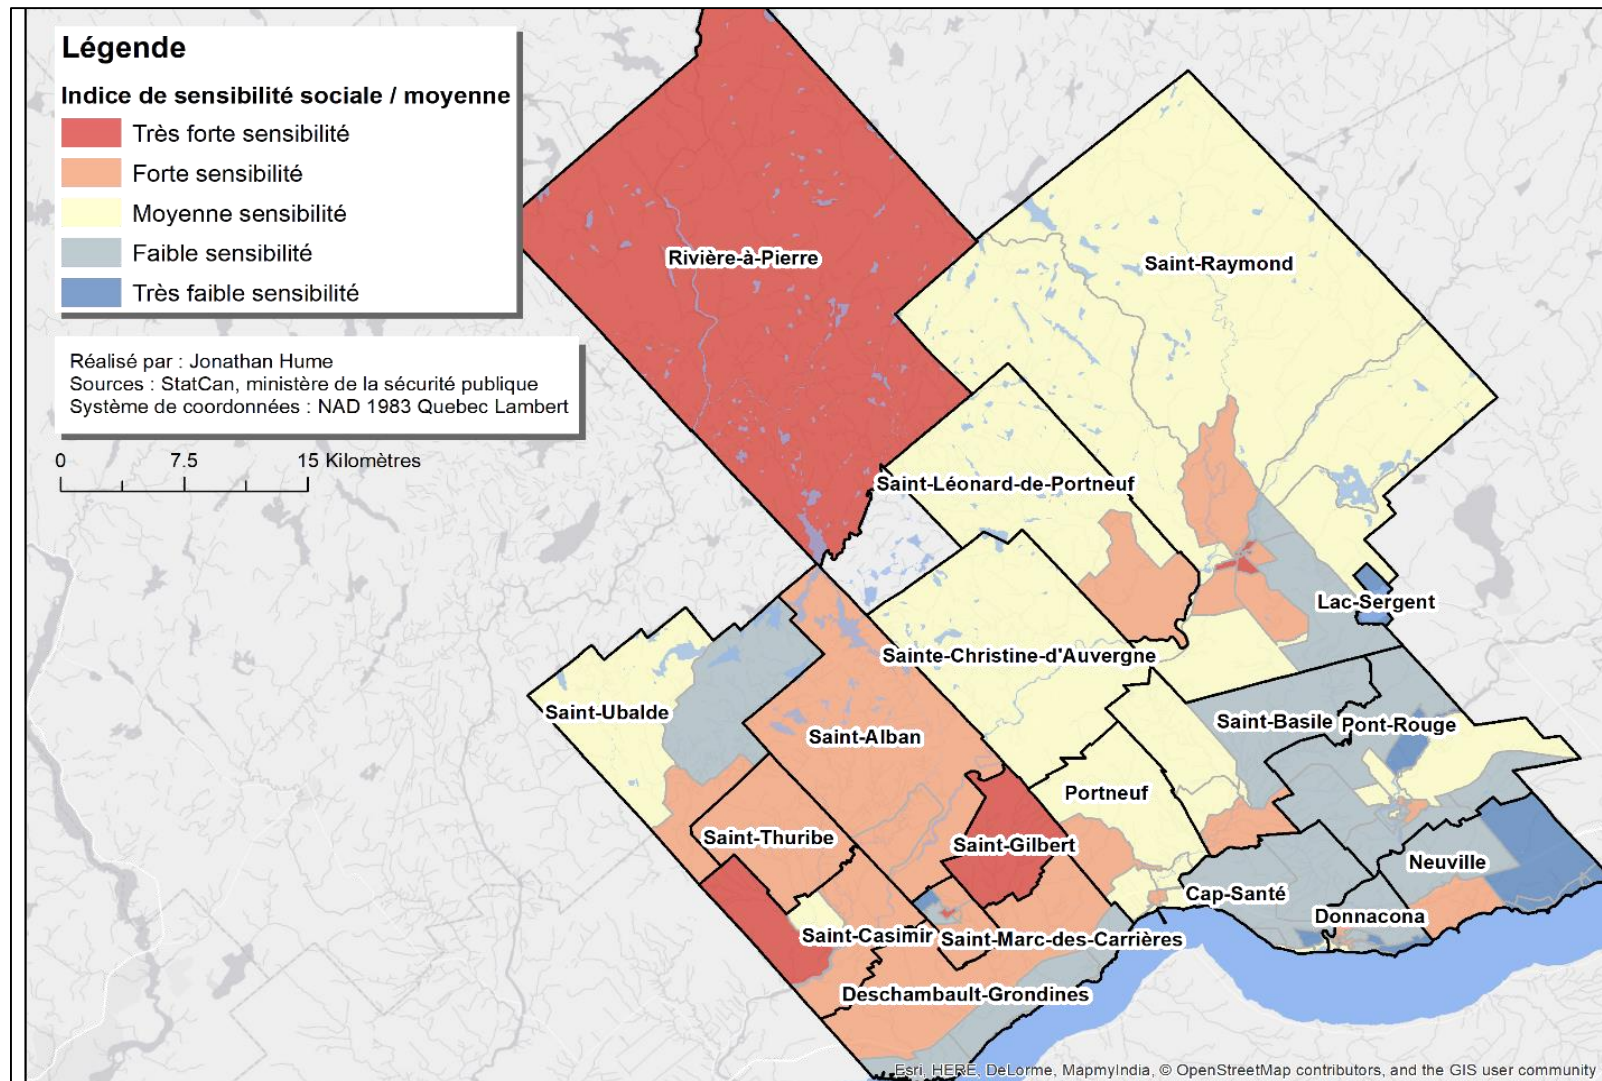 Légende
Indice de sensibilité sociale / moyenne
Très forte sensibilité
Forte sensibilité
Moyenne sensibilité
Faible sensibilité
Très faible sensibilité
Réalisé par : Jonathan Hume
Sources : StatCan, ministère de la sécurité publique
Système de coordonnées : NAD 1983 Quebec Lambert
0 7.5 15 Kilomètres
Rivière-à-Pierre
Saint-Raymond
Saint-Léonard-de-Portneuf
Lac-Sergent
Sainte-Christine-d'Auvergne
Saint-Ubalde
Saint-Alban
Saint-Basile
Pont-Rouge
Portneuf
Saint-Thuribe
Saint-Gilbert
Neuville
Cap-Santé
Donnacona
Saint-Casimir
Saint-Marc-des-Carrières
Deschambault-Grondines
Esri, HERE, DeLorme, MapmyIndia, © OpenStreetMap contributors, and the GIS user community